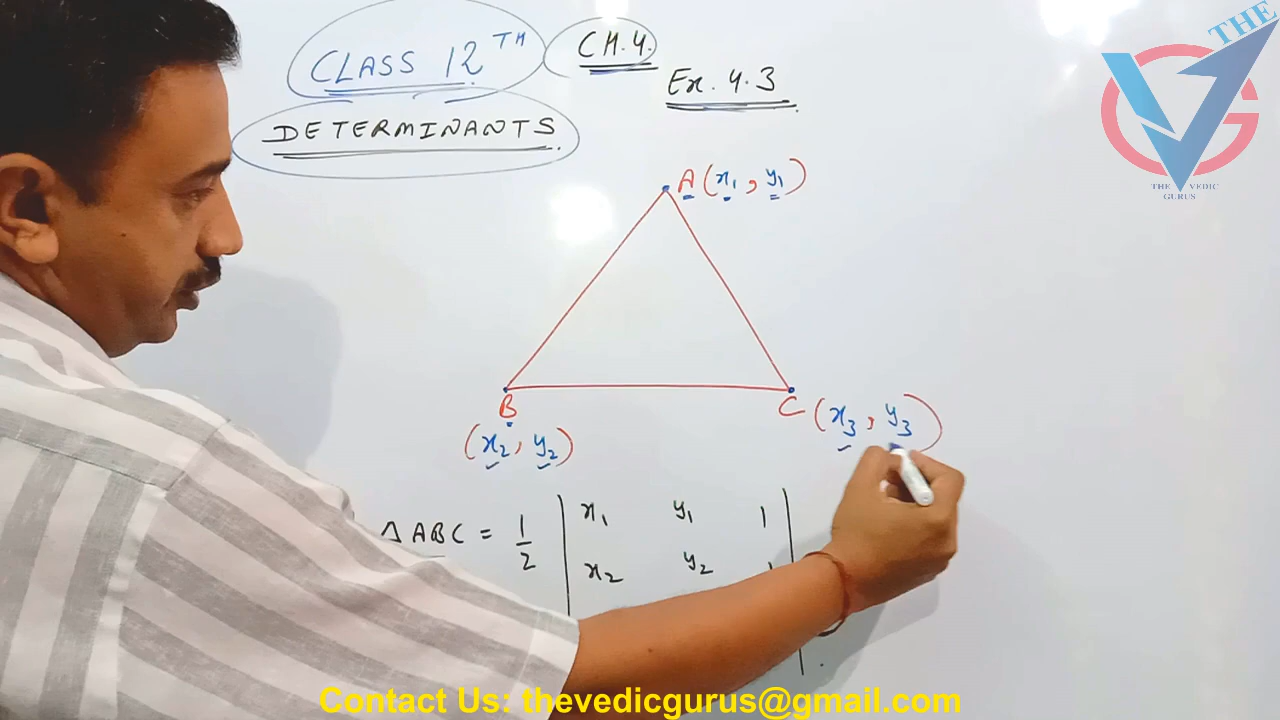 CLASS 12TH CH.4.
Ex. 4.3
DETERMINANTS
THE
THE VEDIC
GURUS
A (x₁, y₁)
B
C (x₃, y₃)
(x₂, y₂)
Δ ABC = 1/2 | x₁ y₁ 1 |
x₂ y₂
Contact Us: thevedicgurus@gmail.com